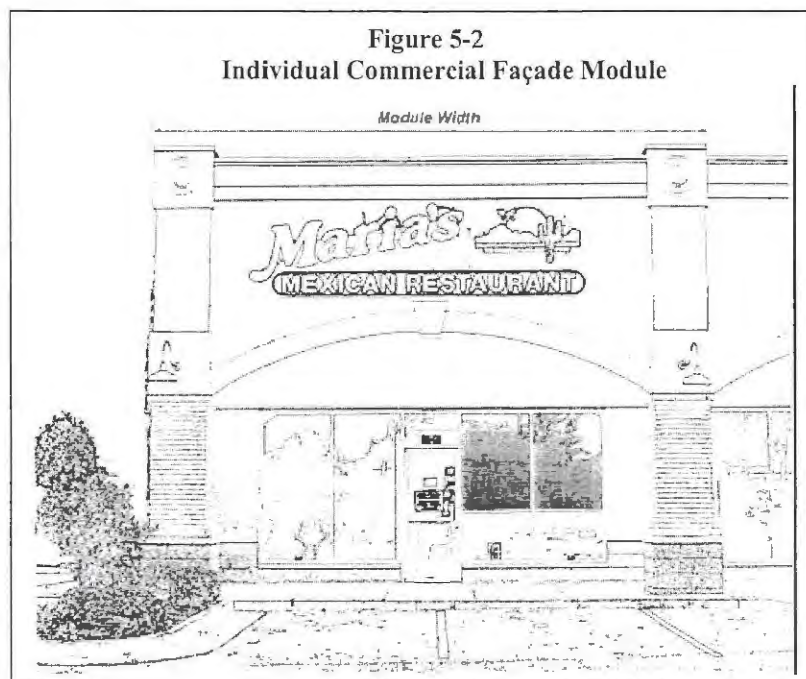 Figure 5-2
Individual Commercial Façade Module
Module Width
Maria's
MEXICAN RESTAURANT